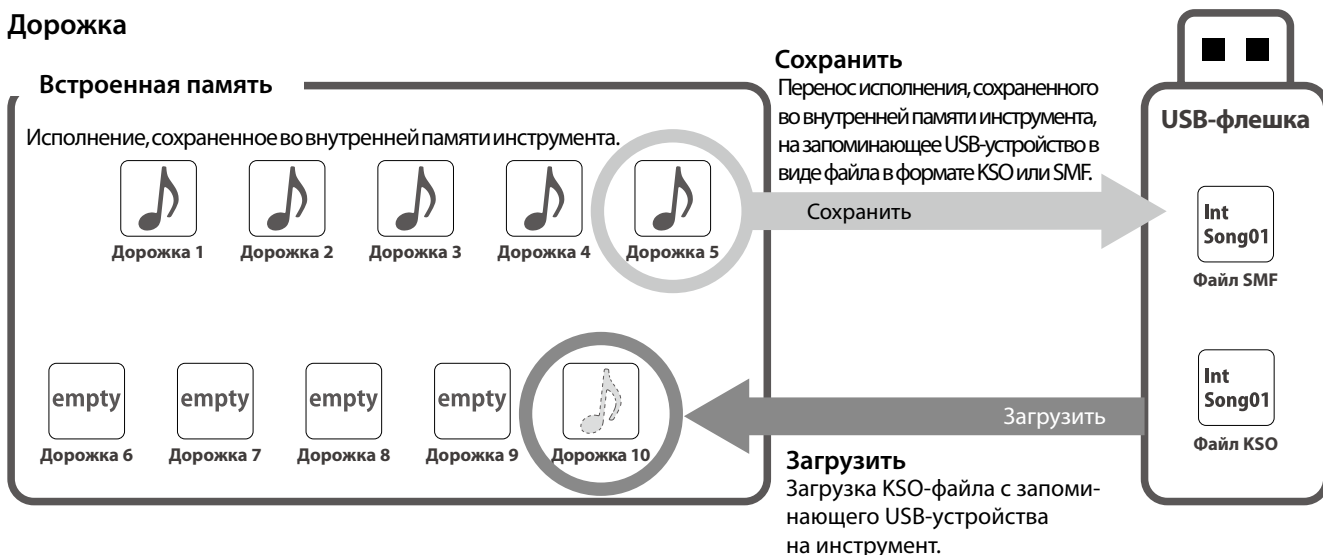 Дорожка
Встроенная память
Исполнение, сохраненное во внутренней памяти инструмента.
Дорожка 1
Дорожка 2
Дорожка 3
Дорожка 4
Дорожка 5
empty
empty
empty
empty
Дорожка 6
Дорожка 7
Дорожка 8
Дорожка 9
Дорожка 10
Сохранить
Перенос исполнения, сохраненного
во внутренней памяти инструмента,
на запоминающее USB-устройство в
виде файла в формате KSO или SMF.
Сохранить
Загрузить
Загрузить
Загрузка KSO-файла с запоми-
нающего USB-устройства
на инструмент.
USB-флешка
Int
Song01
Файл SMF
Int
Song01
Файл KSO